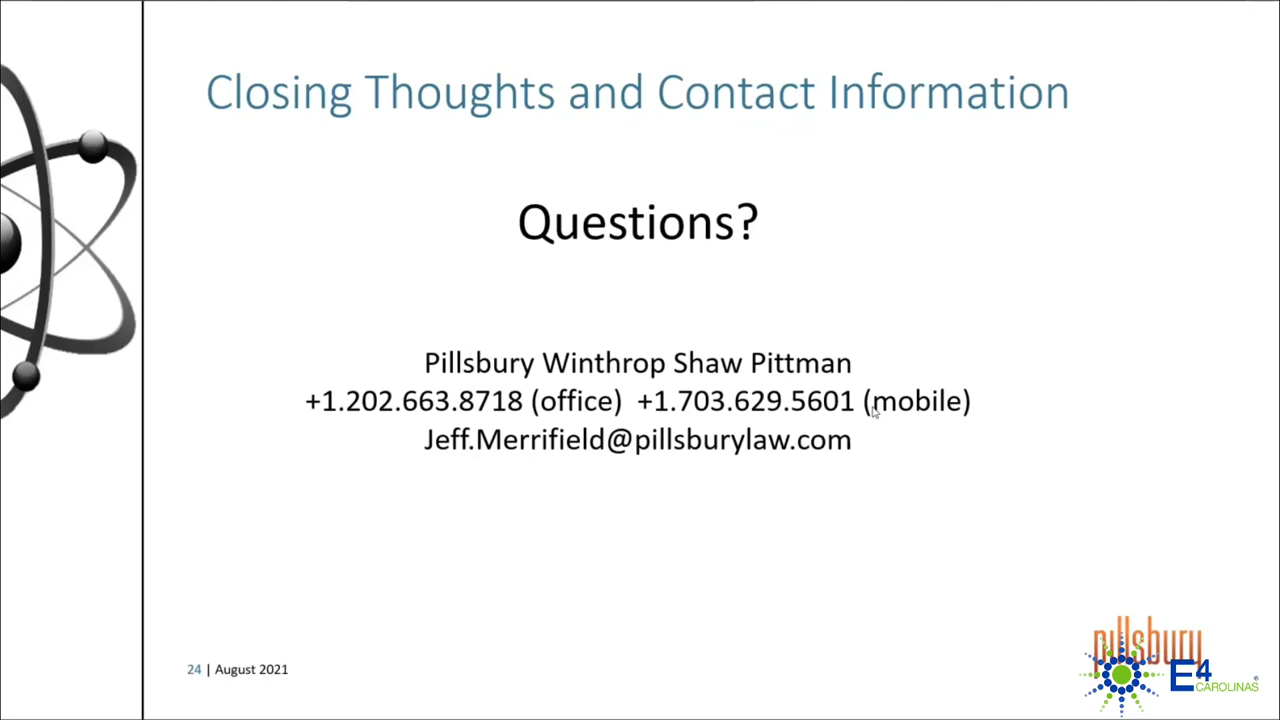 Closing Thoughts and Contact Information
Questions?
Pillsbury Winthrop Shaw Pittman
+1.202.663.8718 (office) +1.703.629.5601 (mobile)
Jeff.Merrifield@pillsburylaw.com
24 | August 2021
pillsbury
E4
CAROLINAS®